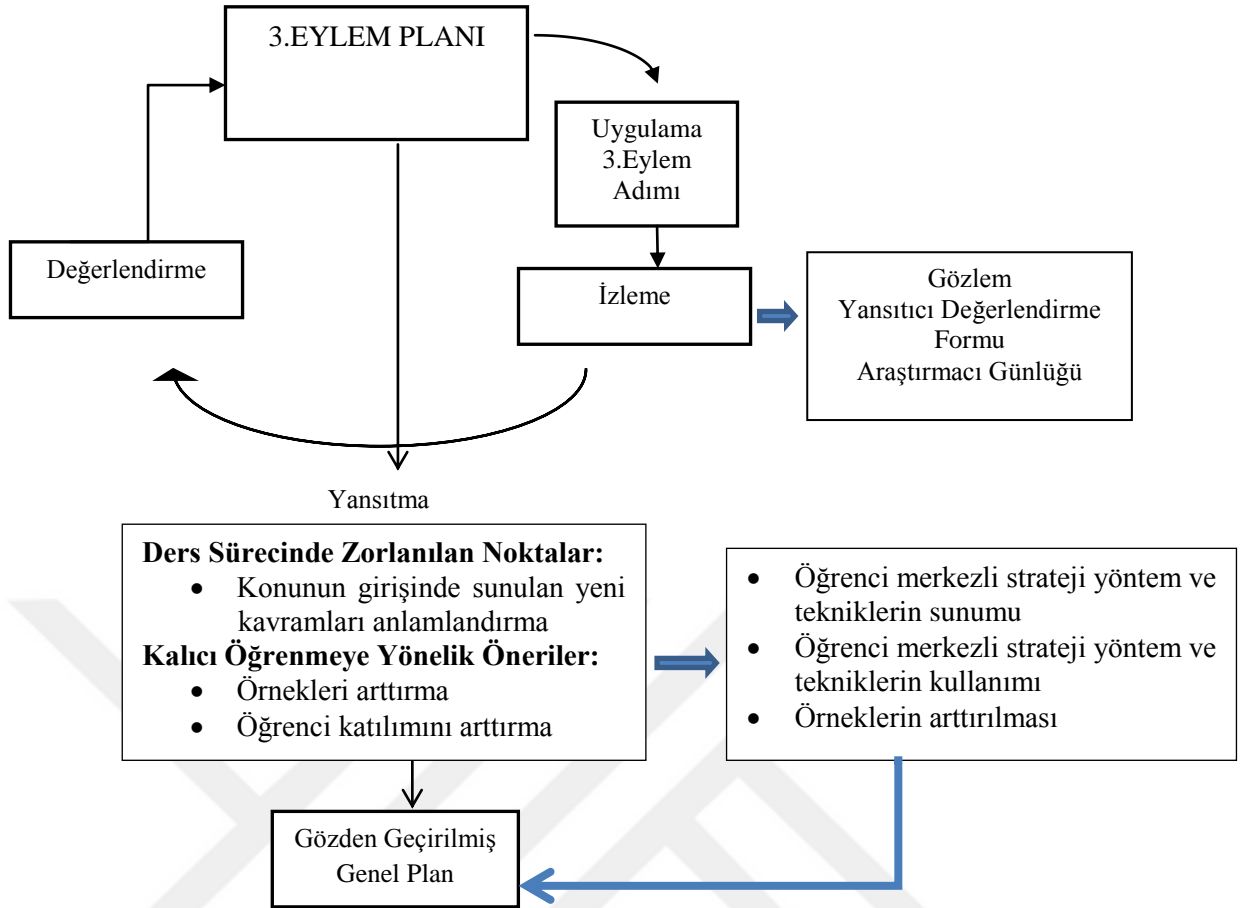 3.EYLEM PLANI
Uygulama
3.Eylem
Adımı
Değerlendirme
İzleme
Gözlem
Yansıtıcı Değerlendirme
Formu
Araştırmacı Günlüğü
Yansıtma
Ders Sürecinde Zorlanılan Noktalar:
• Konunun girişinde sunulan yeni
kavramları anlamlandırma
Kalıcı Öğrenmeye Yönelik Öneriler:
• Örnekleri arttırma
• Öğrenci katılımını arttırma
• Öğrenci merkezli strateji yöntem ve
tekniklerin sunumu
• Öğrenci merkezli strateji yöntem ve
tekniklerin kullanımı
• Örneklerin arttırılması
Gözden Geçirilmiş
Genel Plan